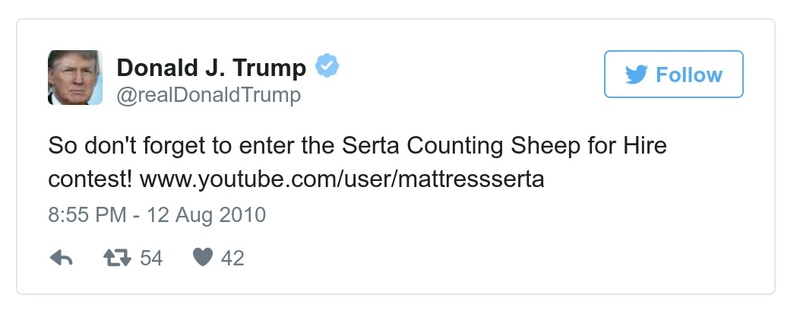 Donald J. Trump
Follow
@realDonaldTrump
So don't forget to enter the Serta Counting Sheep for Hire
contest! www.youtube.com/user/mattressserta
8:55 PM - 12 Aug 2010
54 42